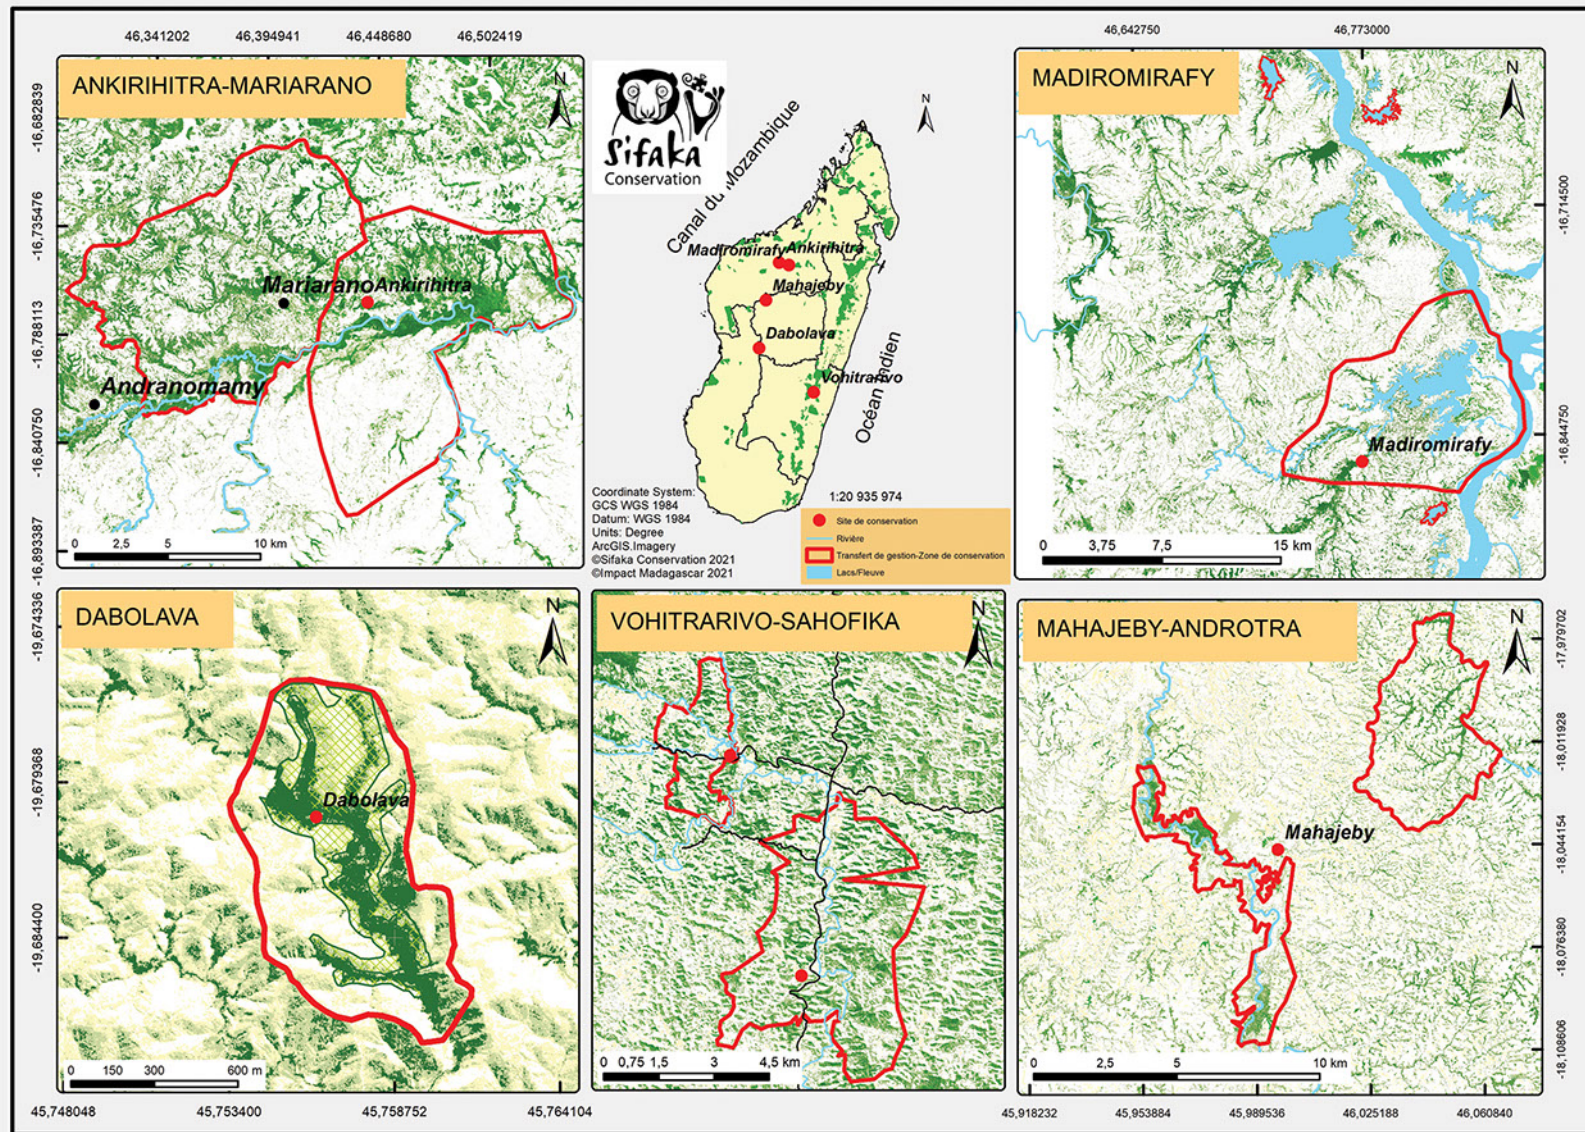 46,341202
46,394941
46,448680
46,502419
46,642750
46,773000
ANKIRIHITRA-MARIARANO
N
-16,682839
-16,735476
-16,788113
-16,840750
-16,893387
Mariarano
Ankirihitra
Andranomamy
0 2,5 5 10 km
Sifaka
Conservation
N
Canal du Mozambique
Océan Indien
Madiromirafy
Ankirihitra
Mahajeby
Dabolava
Vohitrarivo
Coordinate System:
GCS WGS 1984
Datum: WGS 1984
Units: Degree
ArcGIS.Imagery
©Sifaka Conservation 2021
©Impact Madagascar 2021
1:20 935 974
Site de conservation
Rivière
Transfert de gestion-Zone de conservation
Lacs/Fleuve
MADIROMIRAFY
N
-16,714500
-16,844750
Madiromirafy
0 3,75 7,5 15 km
DABOLAVA
N
-19,674336
-19,679368
-19,684400
Dabolava
0 150 300 600 m
45,748048
45,753400
45,758752
45,764104
VOHITRARIVO-SAHOFIKA
N
0 0,75 1,5 3 4,5 km
MAHAJEBY-ANDROTRA
N
-17,979702
-18,011928
-18,044154
-18,076380
-18,108606
Mahajeby
0 2,5 5 10 km
45,918232
45,953884
45,989536
46,025188
46,060840